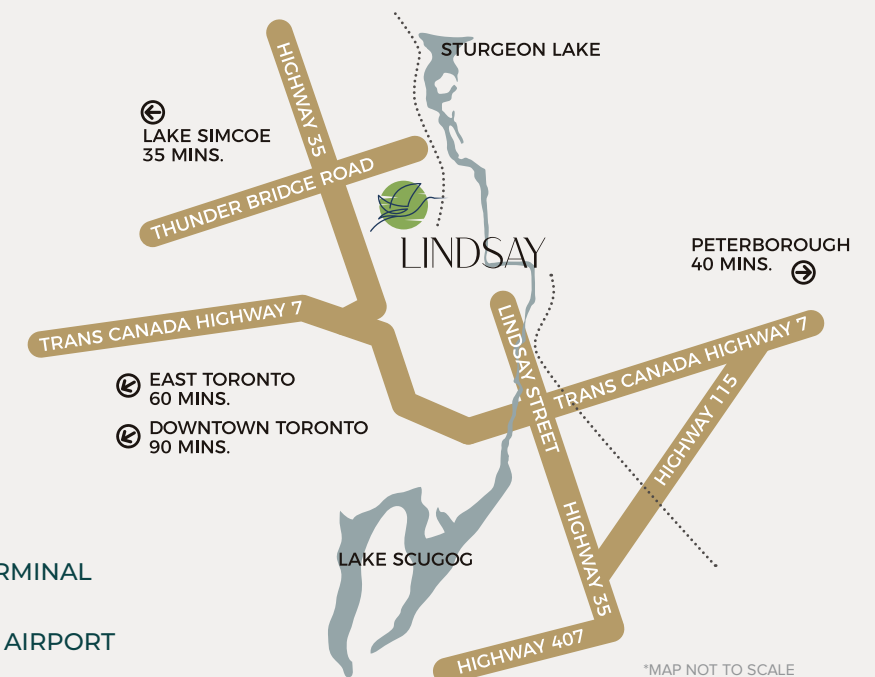 STURGEON LAKE
HIGHWAY 35
LAKE SIMCOE
35 MINS.
THUNDER BRIDGE ROAD
LINDSAY
PETERBOROUGH
40 MINS.
TRANS CANADA HIGHWAY 7
LINDSAY STREET
TRANS CANADA HIGHWAY 7
EAST TORONTO
60 MINS.
HIGHWAY 115
DOWNTOWN TORONTO
90 MINS.
HIGHWAY 35
LAKE SCUGOG
RMINAL
AIRPORT
HIGHWAY 407
*MAP NOT TO SCALE